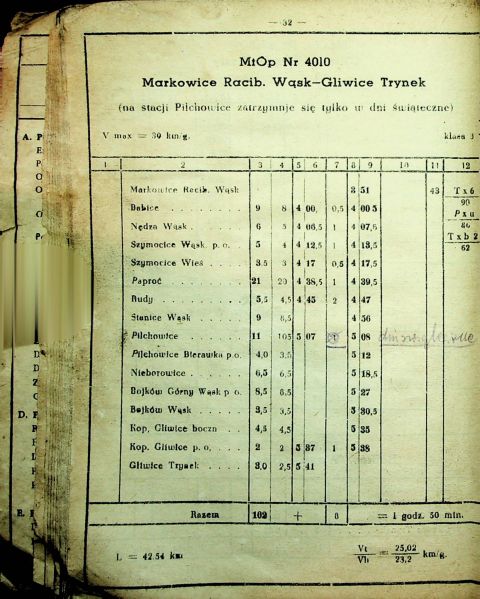 — 32 —
MtÓp Nr 4010
Markowice Racib. Wąsk—Gliwice Trynek
(na stacji Pilchowice zatrzymuje się tylko w dni świąteczne)
V max = 30 km/g. klasa 3
1 2 3 4 5 6 7 8 9 10 11 12
Markowice Racib. Wąsk 3 51 43 Tx6
Babice . . . . . . . . 9 8 4 00, 0,5 4 00 5 90
Nędza Wąsk . . . . . 6 5 4 06,5 1 4 07,5 Pxu 86
Szymocice Wąsk. p. o. . 5 4 4 12,5 1 4 13,5 Txb 2
Szymocice Wieś . . . . 3.5 3 4 17 0,5 4 17,5 62
Paproć . . . . . . . . 21 20 4 38,5 1 4 39,5
Rudy . . . . . . . . . 5,5 4,5 4 45 2 4 47
Stanice Wąsk . . . . . 9 8,5 4 56
Pilchowice . . . . . . 11 105 5 07 5 08
Pilchowice Bierawka p.o. 4,0 3,5 5 12
Nieborowice . . . . . 6,5 6,5 5 18,5
Bojków Górny Wąsk p o. 8,5 8,5 5 27
Bojków Wąsk . . . . . 3,5 3,5 5 30,5
Kop. Gliwice boczn . . 4,5 4,5 5 35
Kop. Gliwice p. o. . . . 2 2 5 37 1 5 38
Gliwice Trynek . . . . 3,0 2,5 5 41
Razem 102 + 8 = 1 godz. 50 min.
L = 42.54 km Vt / Vh = 25,02 / 23,2 km/g.
A. P
D.
E.